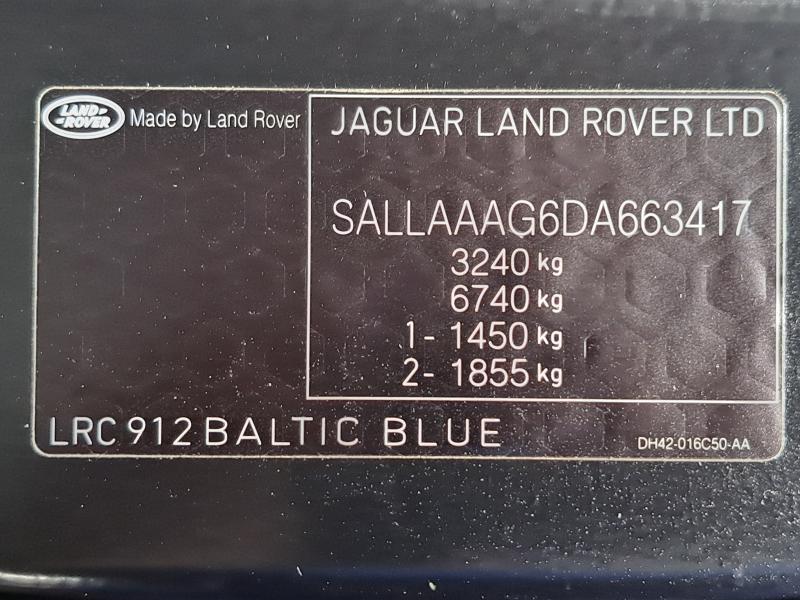 LAND ROVER
Made by Land Rover
JAGUAR LAND ROVER LTD
SALLAAAG6DA663417
3240 kg
6740 kg
1- 1450 kg
2- 1855 kg
LRC 912 BALTIC BLUE
DH42-016C50-AA